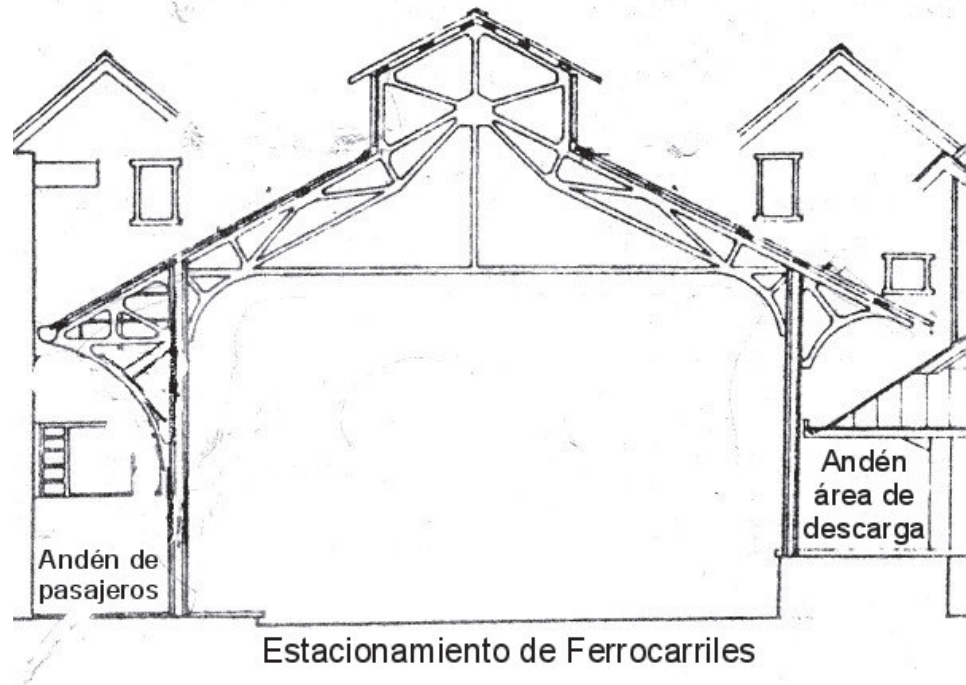 Andén
área de
descarga
Andén de
pasajeros
Estacionamiento de Ferrocarriles